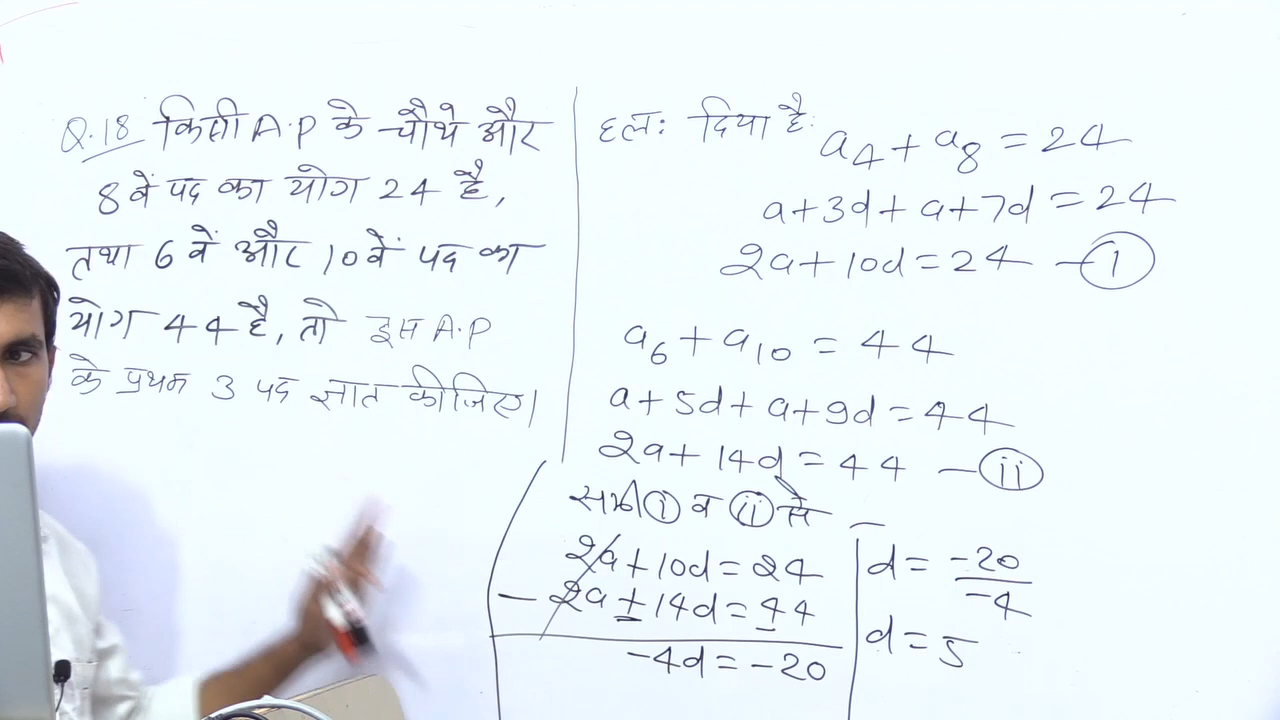 Q.18 किसी A.P के चौथे और
8 वें पद का योग 24 है,
तथा 6 वें और 10 वें पद का
योग 44 है, तो इस A.P
के प्रथम 3 पद ज्ञात कीजिए।
हलः दिया है:
a₄ + a₈ = 24
a+3d+a+7d = 24
2a+10d = 24 — (i)
a₆ + a₁₀ = 44
a+5d+a+9d = 44
2a+14d = 44 — (ii)
समी (i) व (ii) से
2a+10d = 24
- 2a ± 14d = 44
-4d = -20
d = -20/-4
d = 5